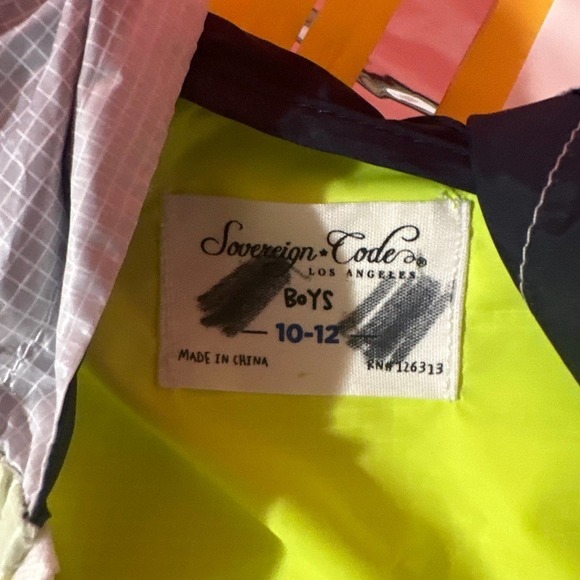 Sovereign ★ Code®
LOS ANGELES
BOYS
— 10-12 —
MADE IN CHINA
RN# 126313